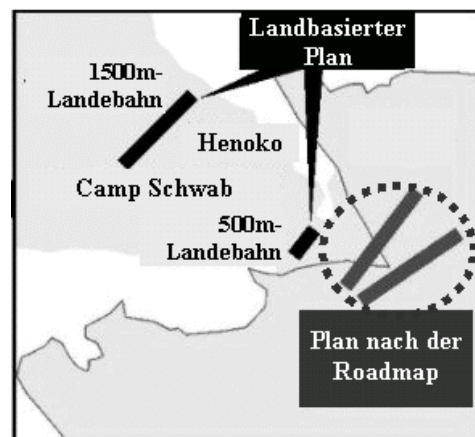 Landbasierter
Plan
1500m-
Landebahn
Henoko
Camp Schwab
500m-
Landebahn
Plan nach der
Roadmap